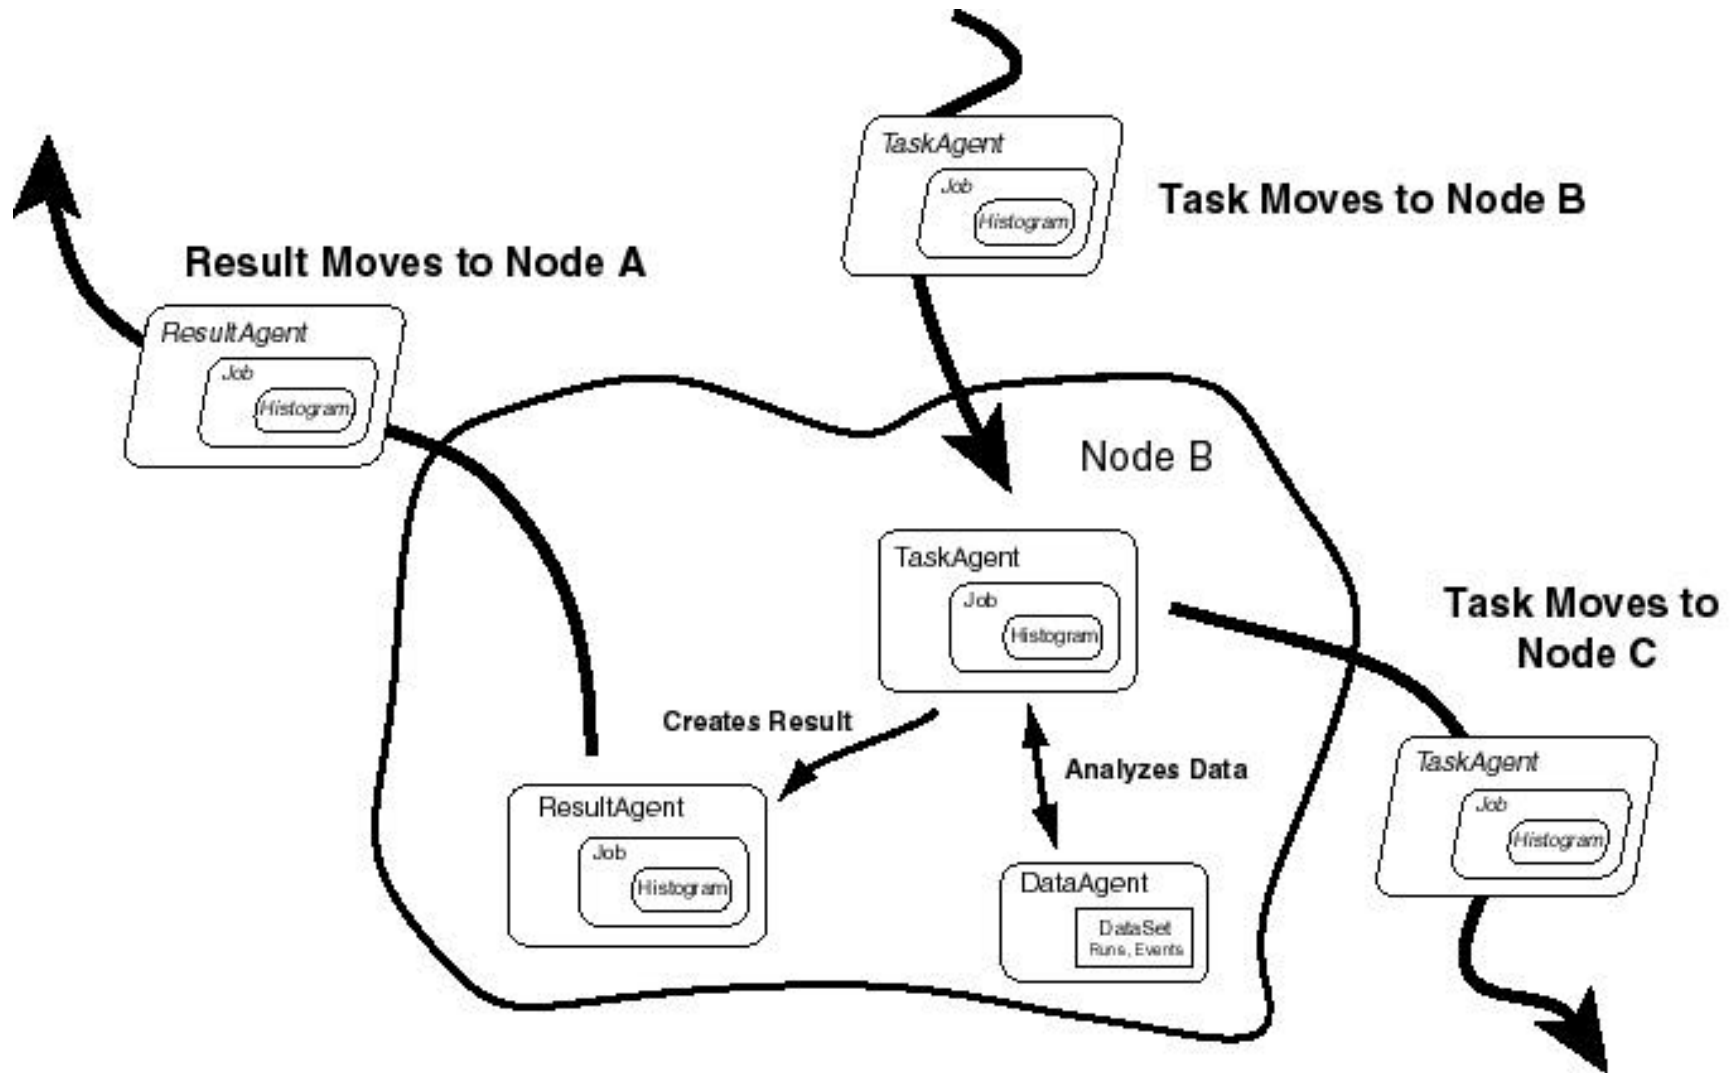 TaskAgent
Job
Histogram
Task Moves to Node B
Result Moves to Node A
ResultAgent
Job
Histogram
Node B
TaskAgent
Job
Histogram
Task Moves to
Node C
Creates Result
Analyzes Data
TaskAgent
Job
Histogram
ResultAgent
Job
Histogram
DataAgent
DataSet
Runs, Events